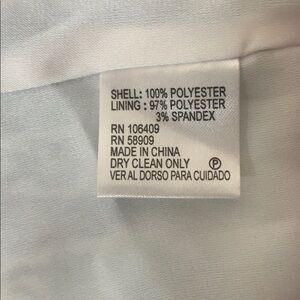 SHELL: 100% POLYESTER
LINING : 97% POLYESTER
3% SPANDEX
RN 106409
RN 58909
MADE IN CHINA
DRY CLEAN ONLY Ⓟ
VER AL DORSO PARA CUIDADO